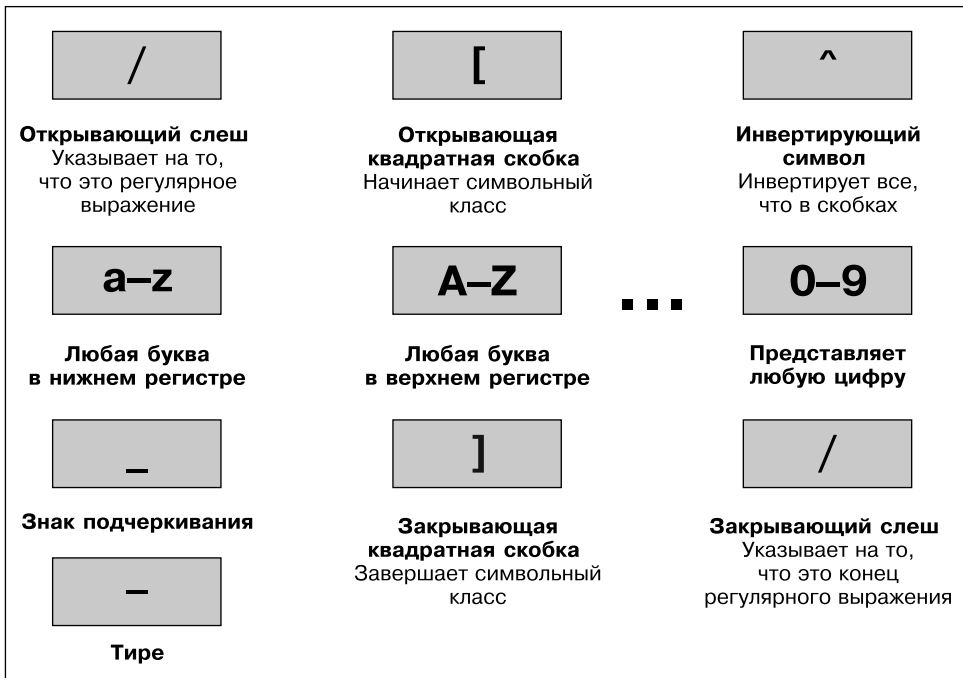 /
Открывающий слеш
Указывает на то,
что это регулярное
выражение
[
Открывающая
квадратная скобка
Начинает символьный
класс
^
Инвертирующий
символ
Инвертирует все,
что в скобках
a–z
Любая буква
в нижнем регистре
A–Z
Любая буква
в верхнем регистре
...
0–9
Представляет
любую цифру
_
Знак подчеркивания
]
Закрывающая
квадратная скобка
Завершает символьный
класс
/
Закрывающий слеш
Указывает на то,
что это конец
регулярного выражения
–
Тире